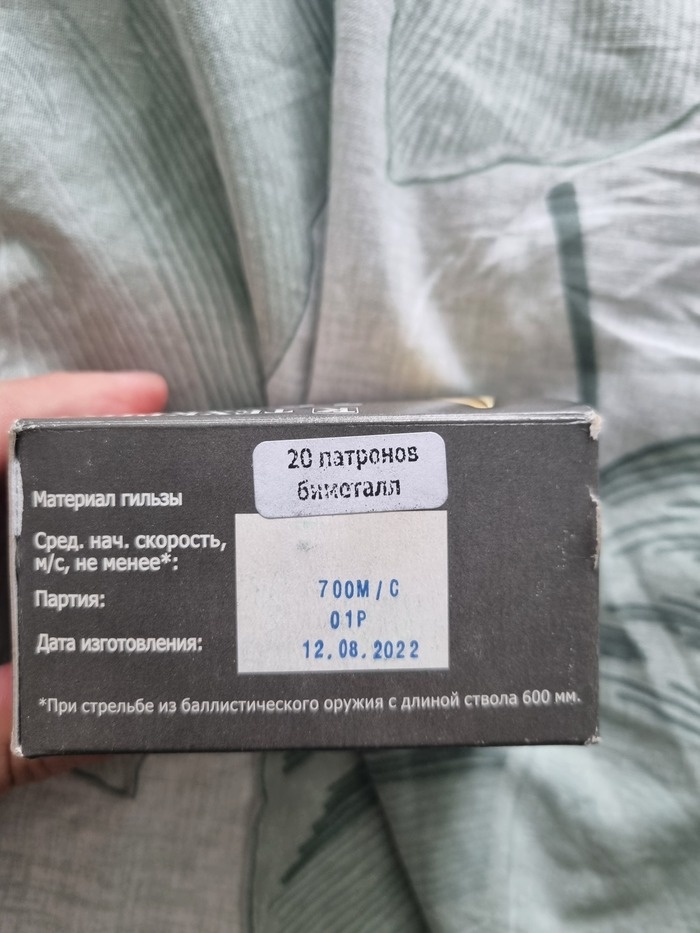 20 патронов
Материал гильзы биметалл
Сред. нач. скорость,
м/с, не менее*: 700М/С
Партия: 01Р
Дата изготовления: 12.08.2022
*При стрельбе из баллистического оружия с длиной ствола 600 мм.